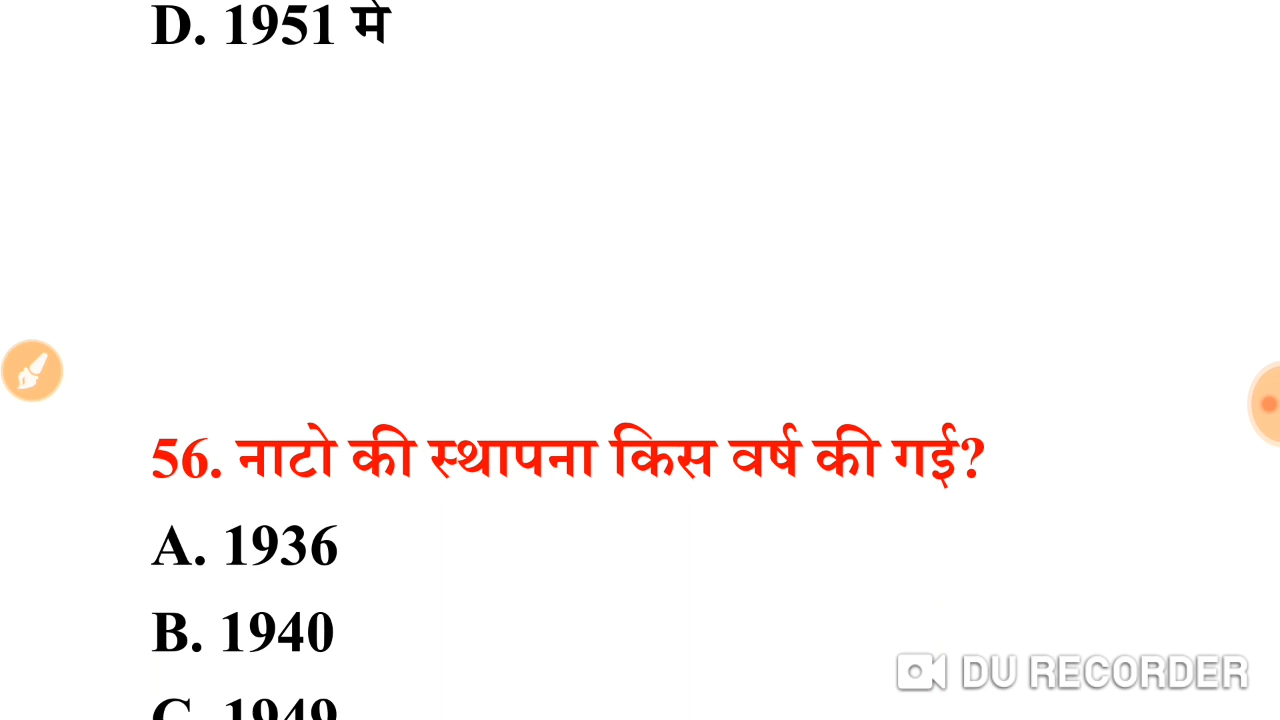 D. 1951 मे
56. नाटो की स्थापना किस वर्ष की गई?
A. 1936
B. 1940
C. 1949
DU RECORDER